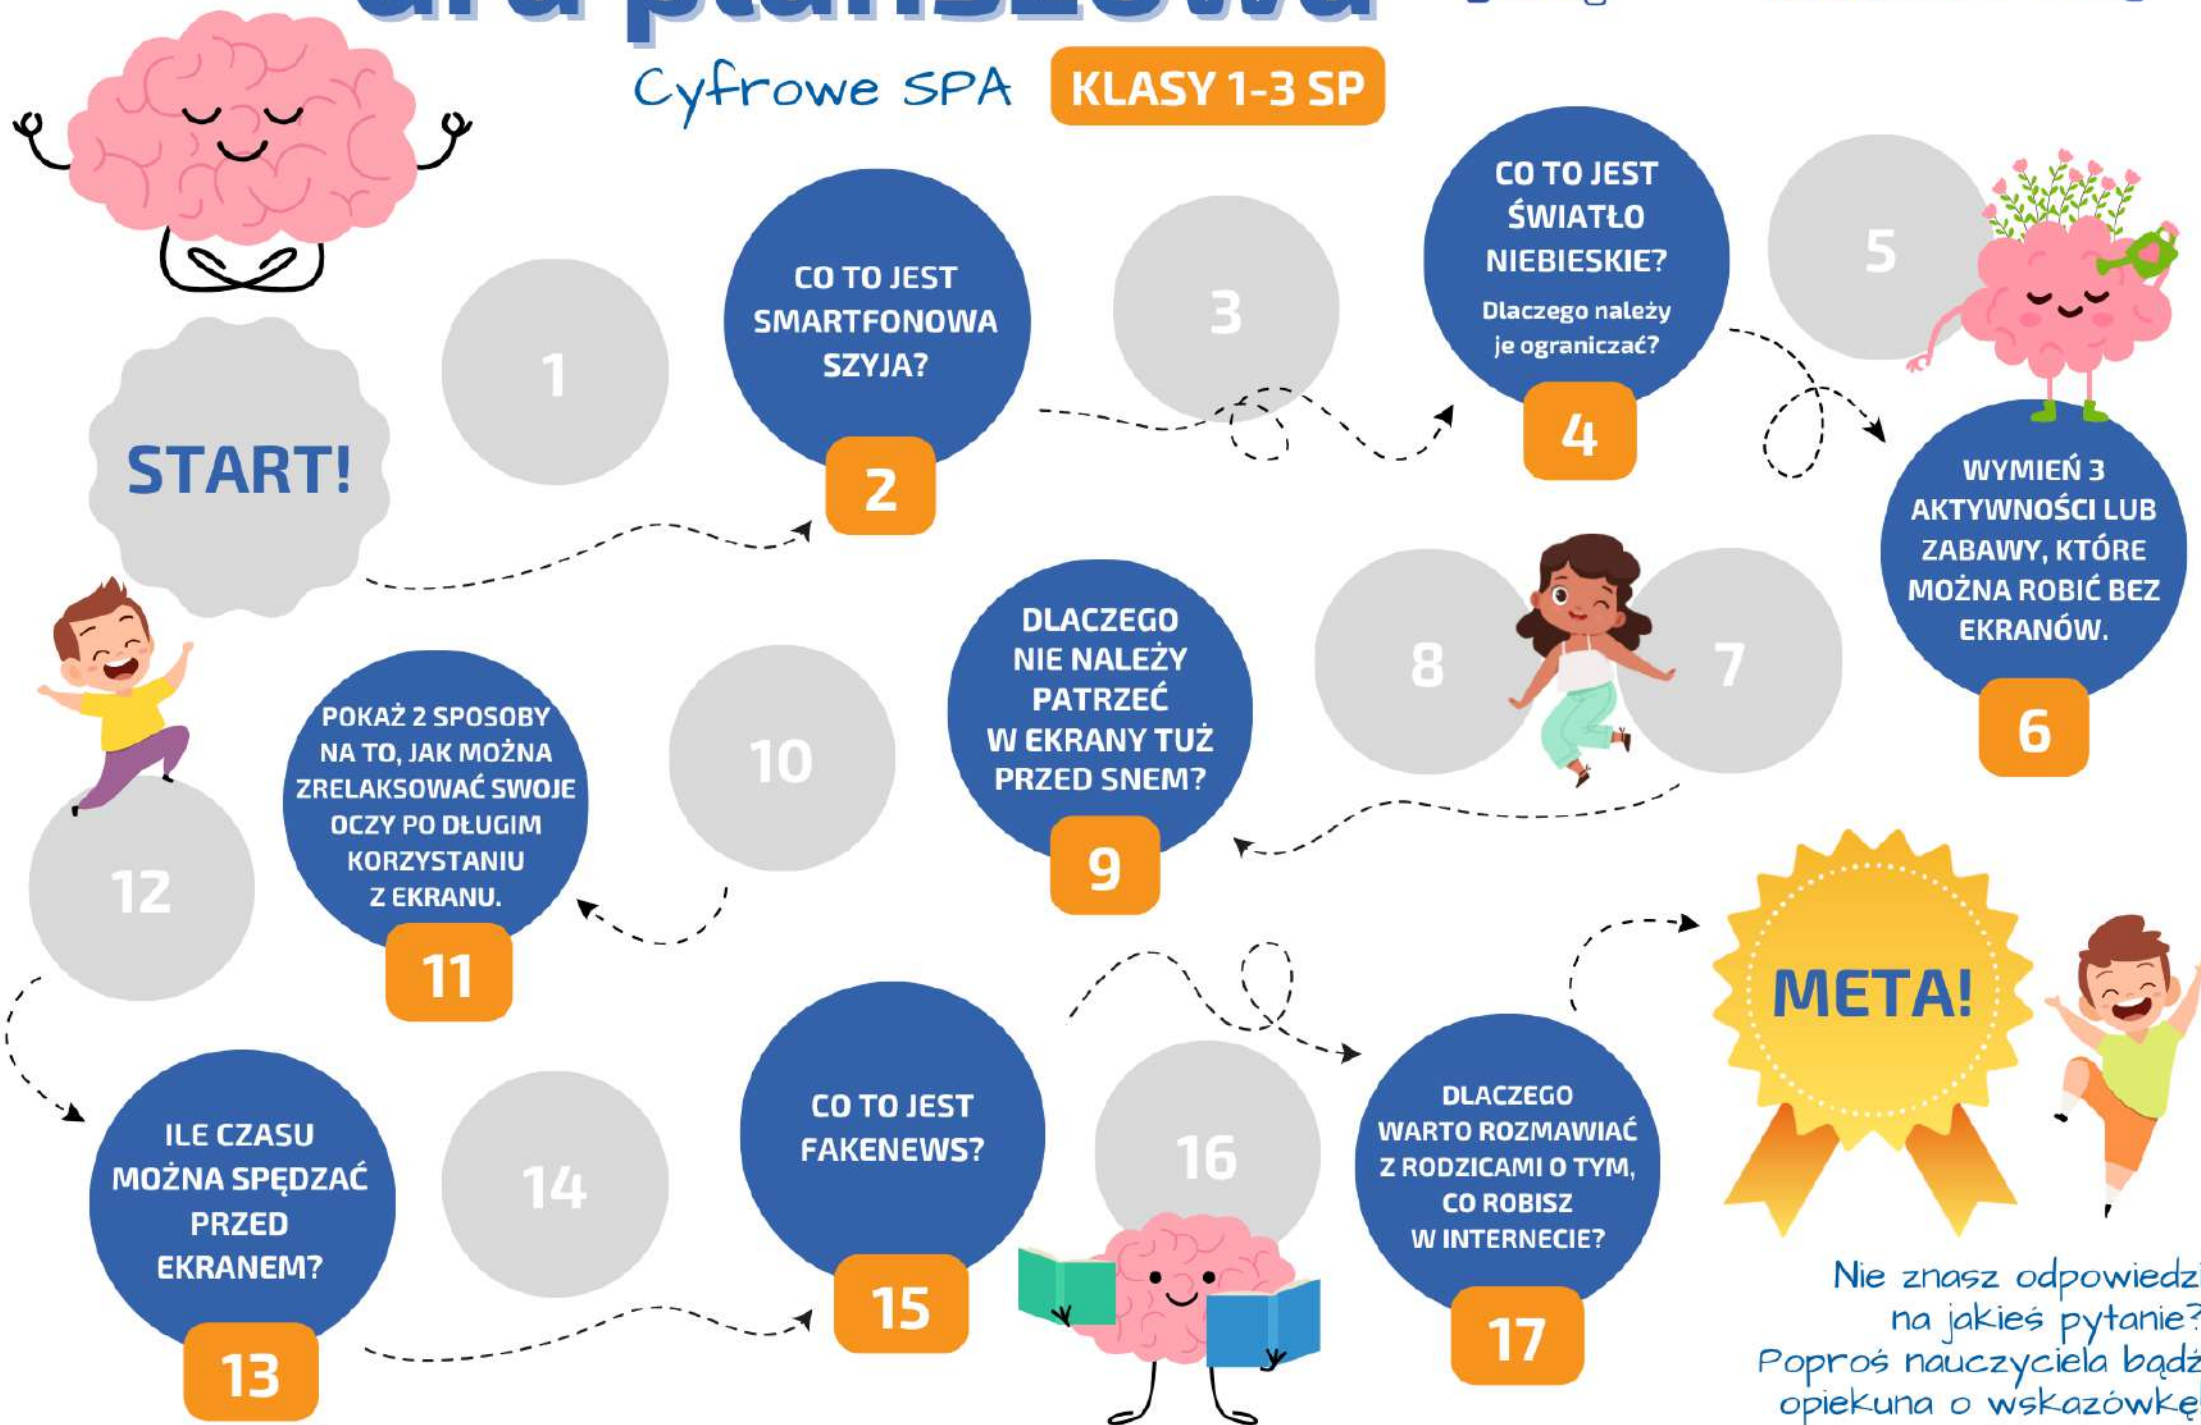 planszowa
Cyfrowe SPA
KLASY 1-3 SP
START!
1
CO TO JEST
SMARTFONOWA
SZYJA?
2
3
CO TO JEST
ŚWIATŁO
NIEBIESKIE?
Dlaczego należy
je ograniczać?
4
5
WYMIEŃ 3
AKTYWNOŚCI LUB
ZABAWY, KTÓRE
MOŻNA ROBIĆ BEZ
EKRANÓW.
6
7
8
DLACZEGO
NIE NALEŻY
PATRZEĆ
W EKRANY TUŻ
PRZED SNEM?
9
10
POKAŻ 2 SPOSOBY
NA TO, JAK MOŻNA
ZRELAKSOWAĆ SWOJE
OCZY PO DŁUGIM
KORZYSTANIU
Z EKRANU.
11
12
ILE CZASU
MOŻNA SPĘDZAĆ
PRZED
EKRANEM?
13
14
CO TO JEST
FAKENEWS?
15
16
DLACZEGO
WARTO ROZMAWIAĆ
Z RODZICAMI O TYM,
CO ROBISZ
W INTERNECIE?
17
META!
Nie znasz odpowiedzi
na jakieś pytanie?
Poproś nauczyciela bądź
opiekuna o wskazówkę